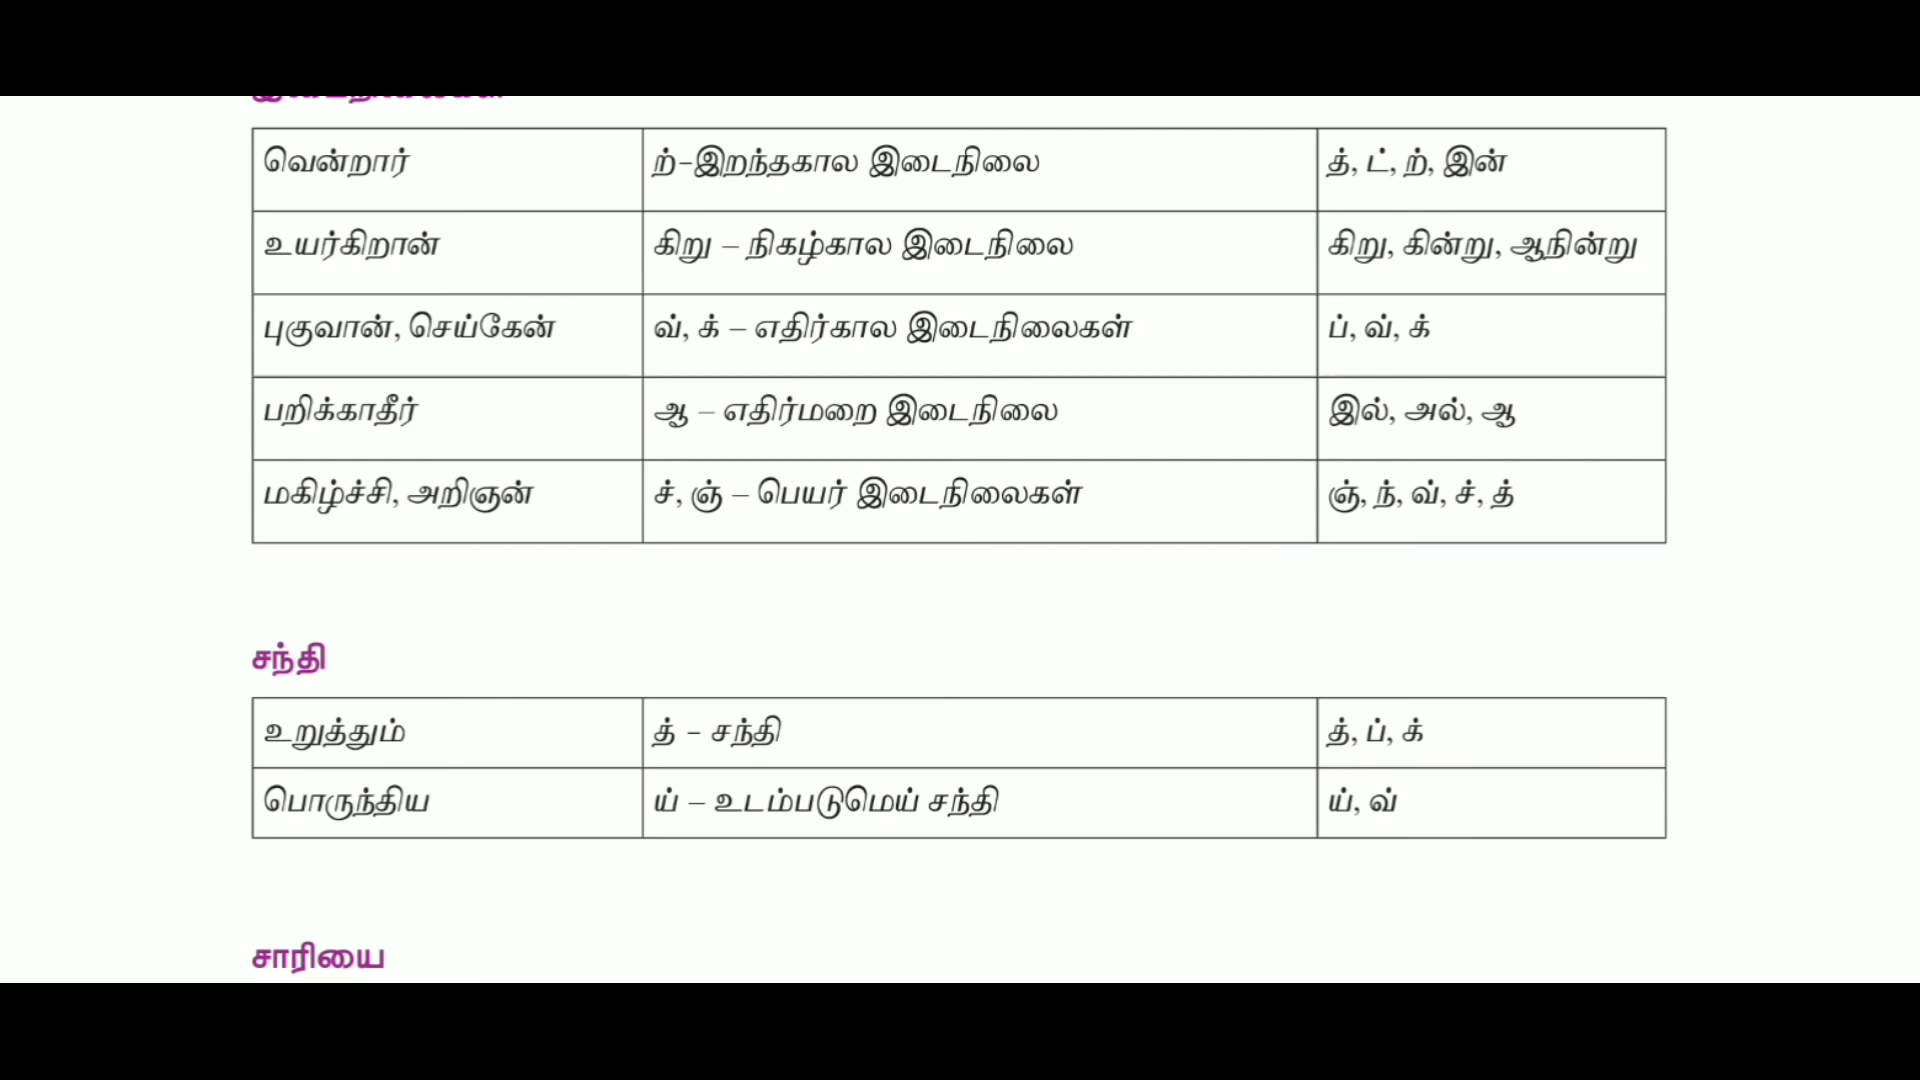 வென்றார் ற்-இறந்தகால இடைநிலை த், ட், ற், இன்
உயர்கிறான் கிறு – நிகழ்கால இடைநிலை கிறு, கின்று, ஆநின்று
புகுவான், செய்கேன் வ், க் – எதிர்கால இடைநிலைகள் ப், வ், க்
பறிக்காதீர் ஆ – எதிர்மறை இடைநிலை இல், அல், ஆ
மகிழ்ச்சி, அறிஞன் ச், ஞ் – பெயர் இடைநிலைகள் ஞ், ந், வ், ச், த்
சந்தி
உறுத்தும் த் - சந்தி த், ப், க்
பொருந்திய ய் – உடம்படுமெய் சந்தி ய், வ்
சாரியை